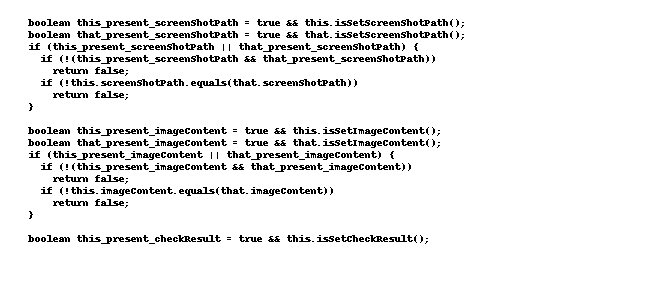 boolean this_present_screenShotPath = true && this.isSetScreenShotPath();
boolean that_present_screenShotPath = true && that.isSetScreenShotPath();
if (this_present_screenShotPath || that_present_screenShotPath) {
if (!(this_present_screenShotPath && that_present_screenShotPath))
return false;
if (!this.screenShotPath.equals(that.screenShotPath))
return false;
}
boolean this_present_imageContent = true && this.isSetImageContent();
boolean that_present_imageContent = true && that.isSetImageContent();
if (this_present_imageContent || that_present_imageContent) {
if (!(this_present_imageContent && that_present_imageContent))
return false;
if (!this.imageContent.equals(that.imageContent))
return false;
}
boolean this_present_checkResult = true && this.isSetCheckResult();